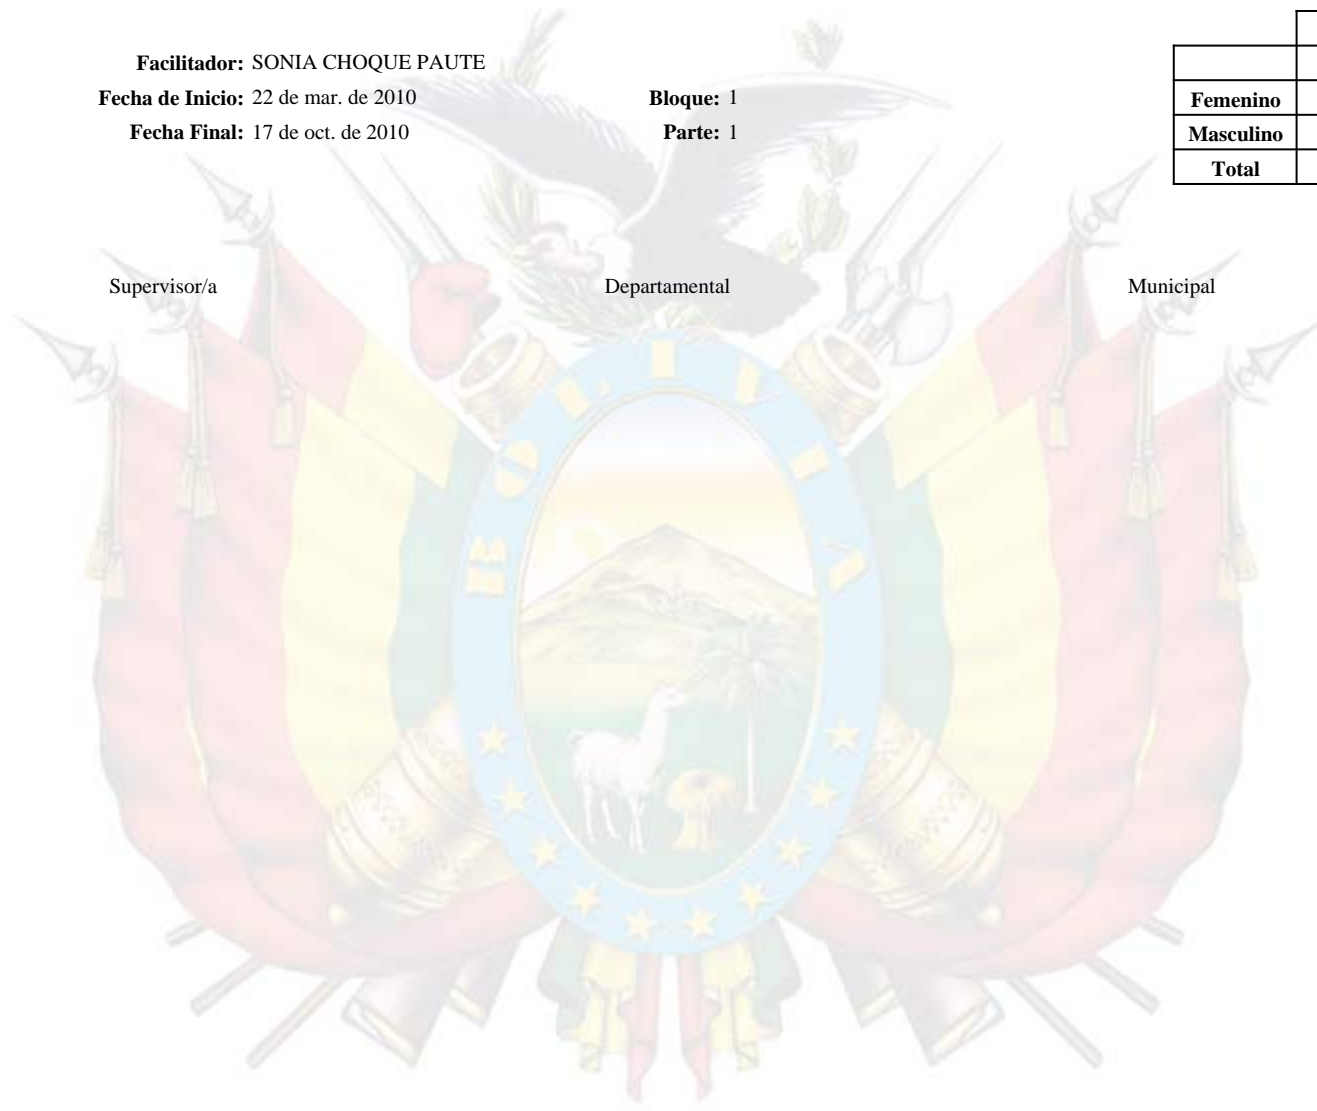 Facilitador: SONIA CHOQUE PAUTE
Fecha de Inicio: 22 de mar. de 2010 Bloque: 1
Fecha Final: 17 de oct. de 2010 Parte: 1
Femenino
Masculino
Total
Supervisor/a Departamental Municipal
BOLIVIA